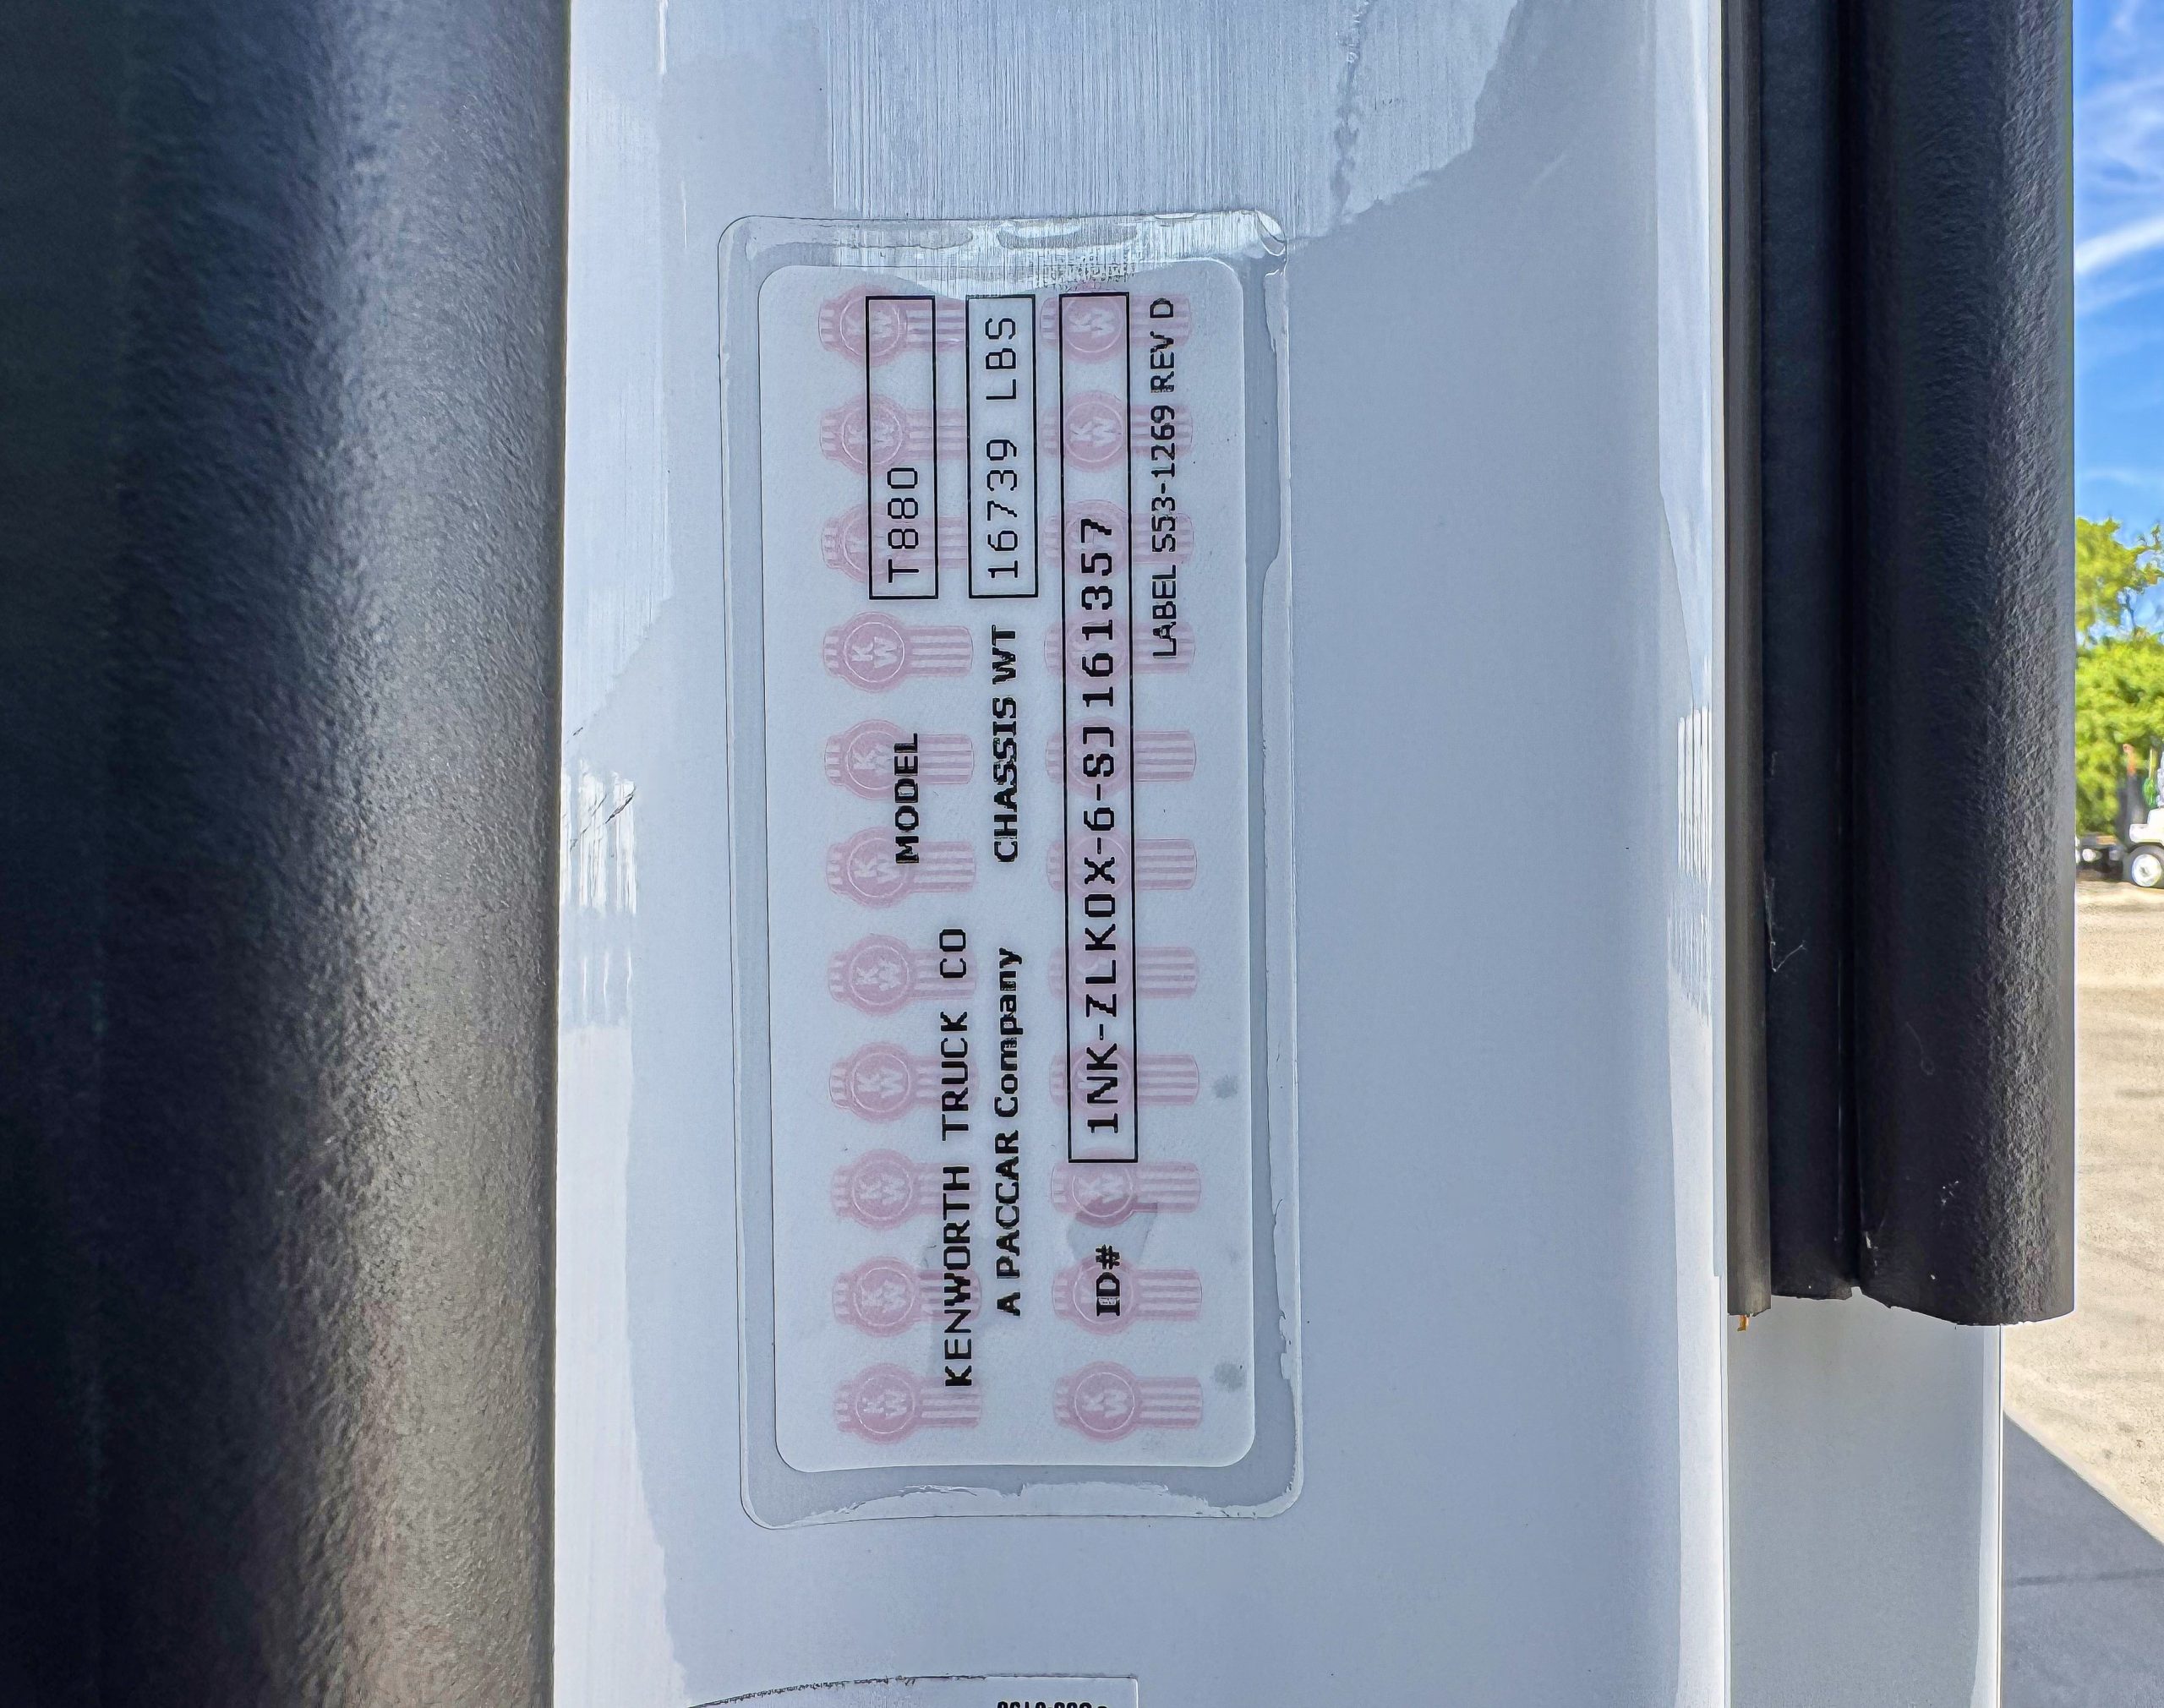 MODEL T880
KENWORTH TRUCK CO
A PACCAR Company CHASSIS WT 16739 LBS
ID# 1NK-ZLK0X-6-SJ161357
LABEL S53-1269 REV D